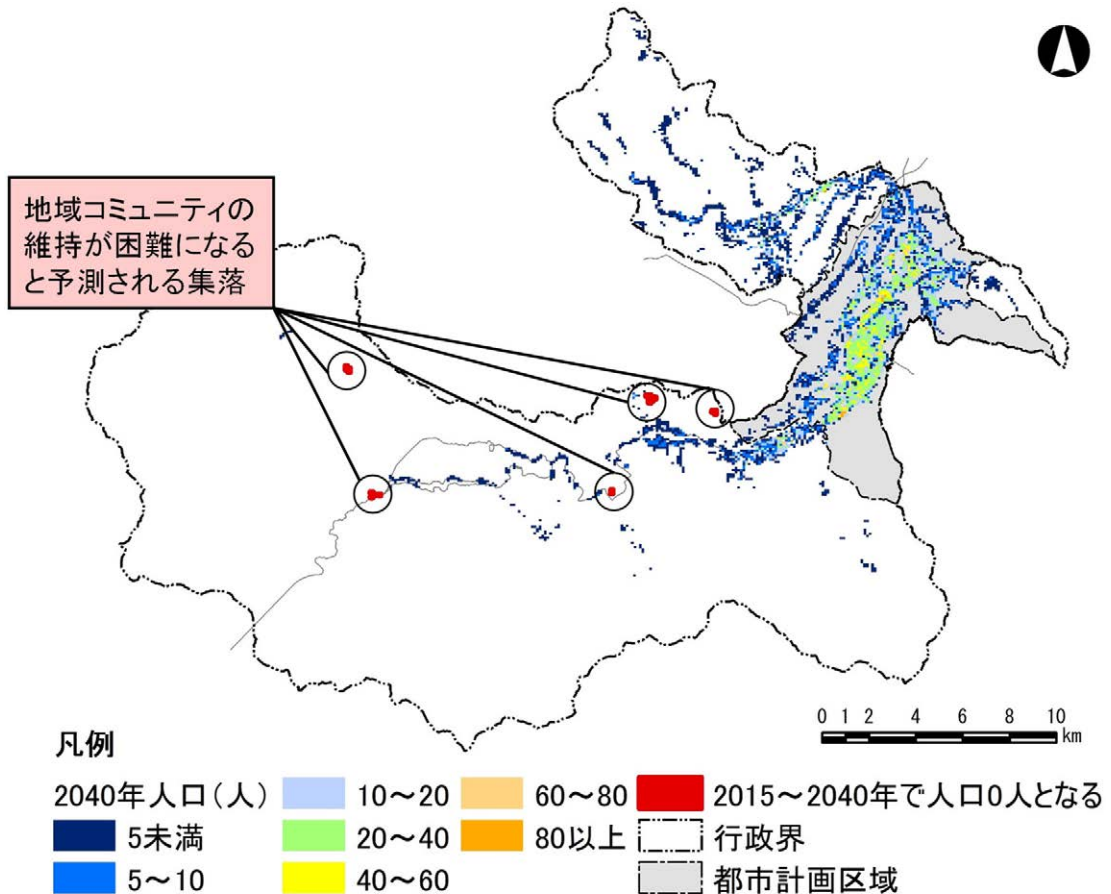 地域コミュニティの
維持が困難になる
と予測される集落
0 1 2 4 6 8 10
km
凡例
2040年人口(人)
5未満
5～10
10～20
20～40
40～60
60～80
80以上
2015～2040年で人口0人となる
行政界
都市計画区域